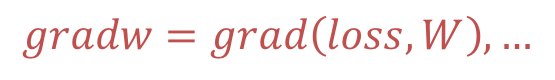 gradw = grad(loss, W), …